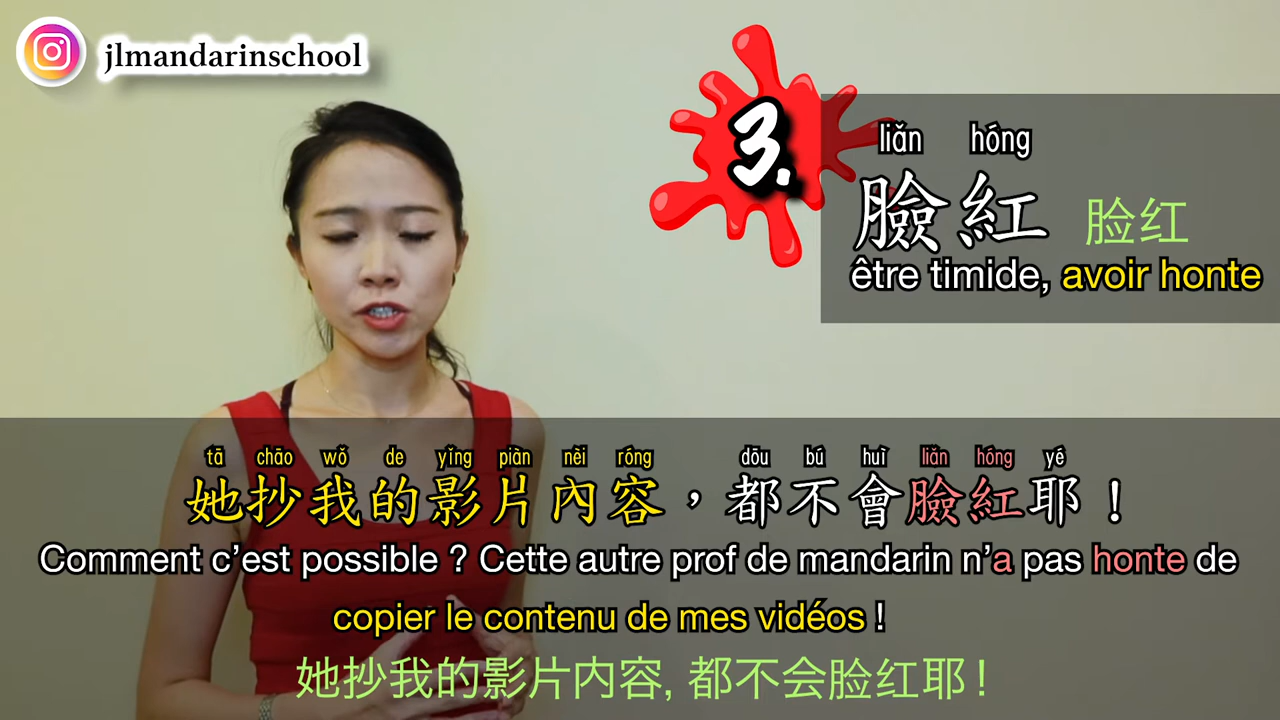 jlmandarinschool
3.
liǎn hóng
臉紅 脸红
être timide, avoir honte
tā chāo wǒ de yǐng piàn nèi róng dōu bú huì liǎn hóng yé
她抄我的影片內容，都不會臉紅耶！
Comment c’est possible ? Cette autre prof de mandarin n’a pas honte de
copier le contenu de mes vidéos !
她抄我的影片内容, 都不会脸红耶！